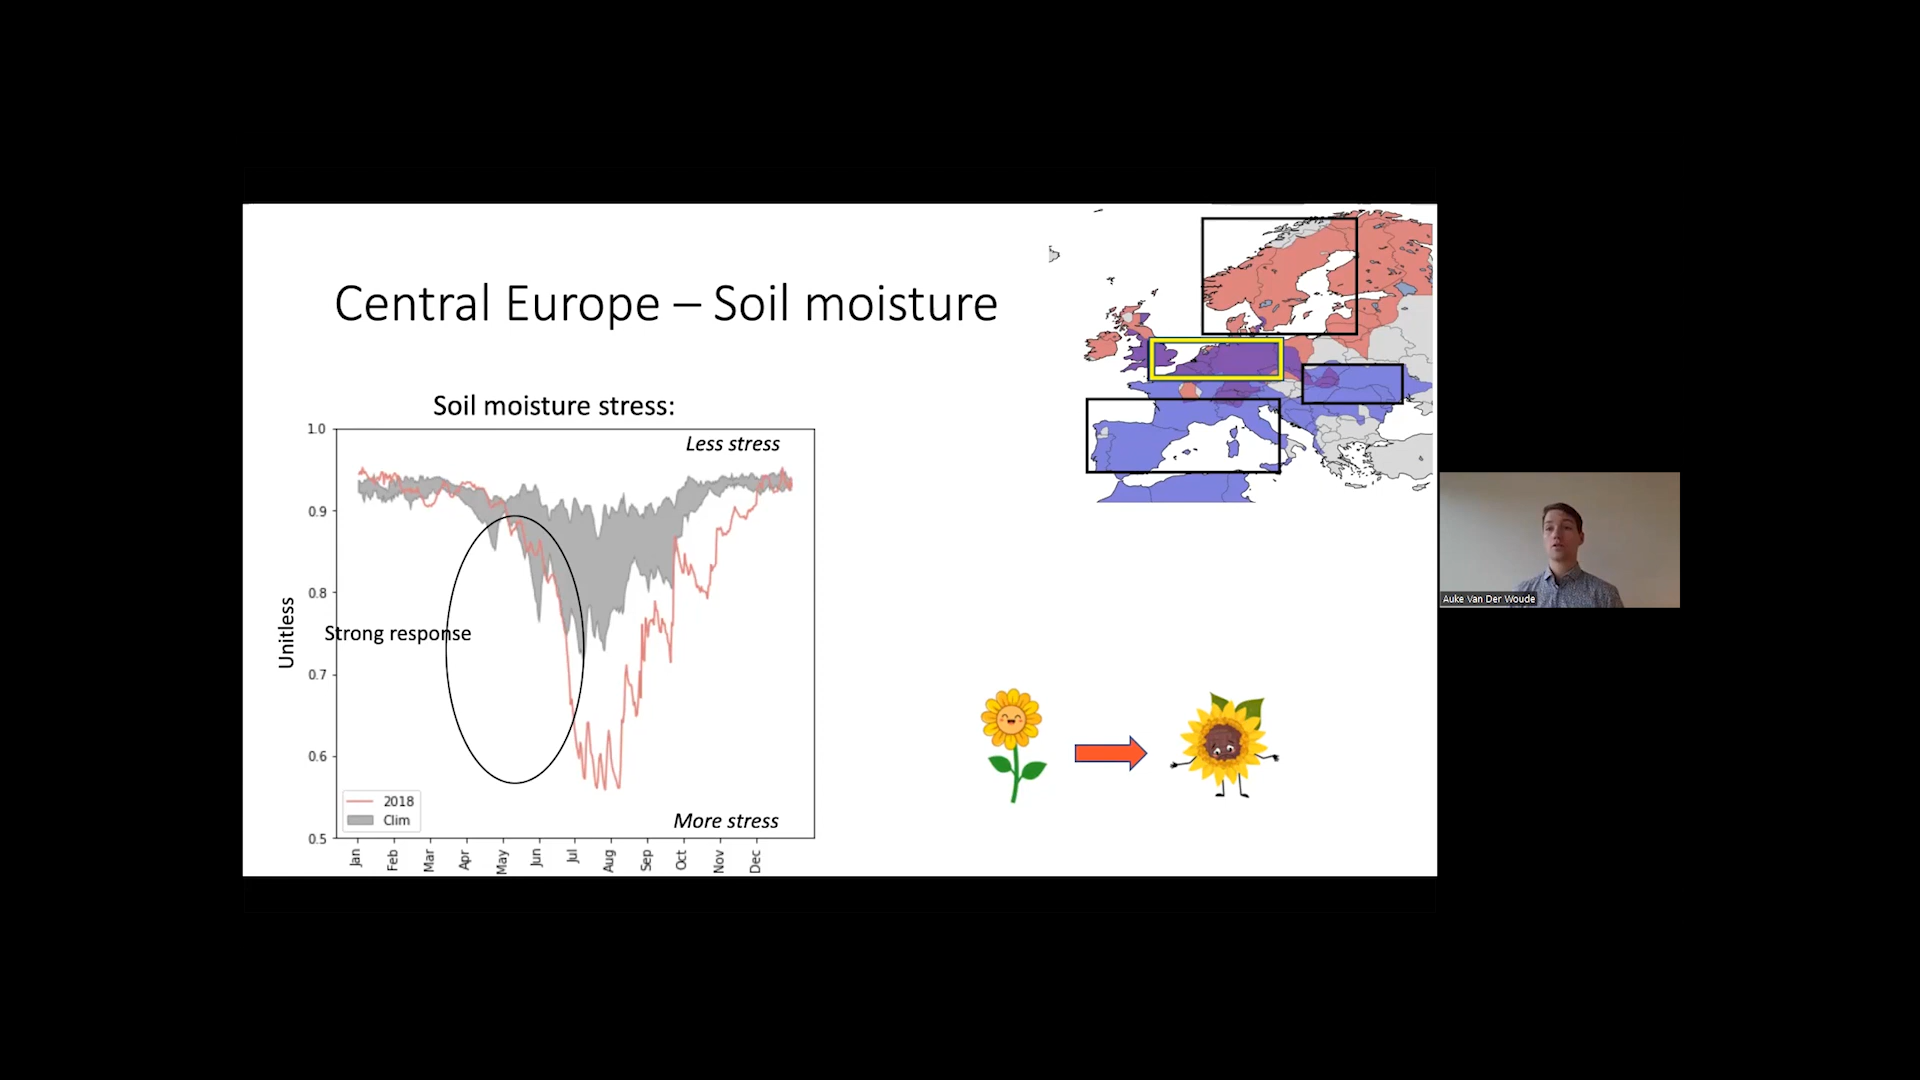 Central Europe – Soil moisture
Soil moisture stress:
Less stress
More stress
Strong response
Unitless
1.0
0.9
0.8
0.7
0.6
0.5
2018
Clim
Jan
Feb
Mar
Apr
May
Jun
Jul
Aug
Sep
Oct
Nov
Dec
Auke Van Der Woude